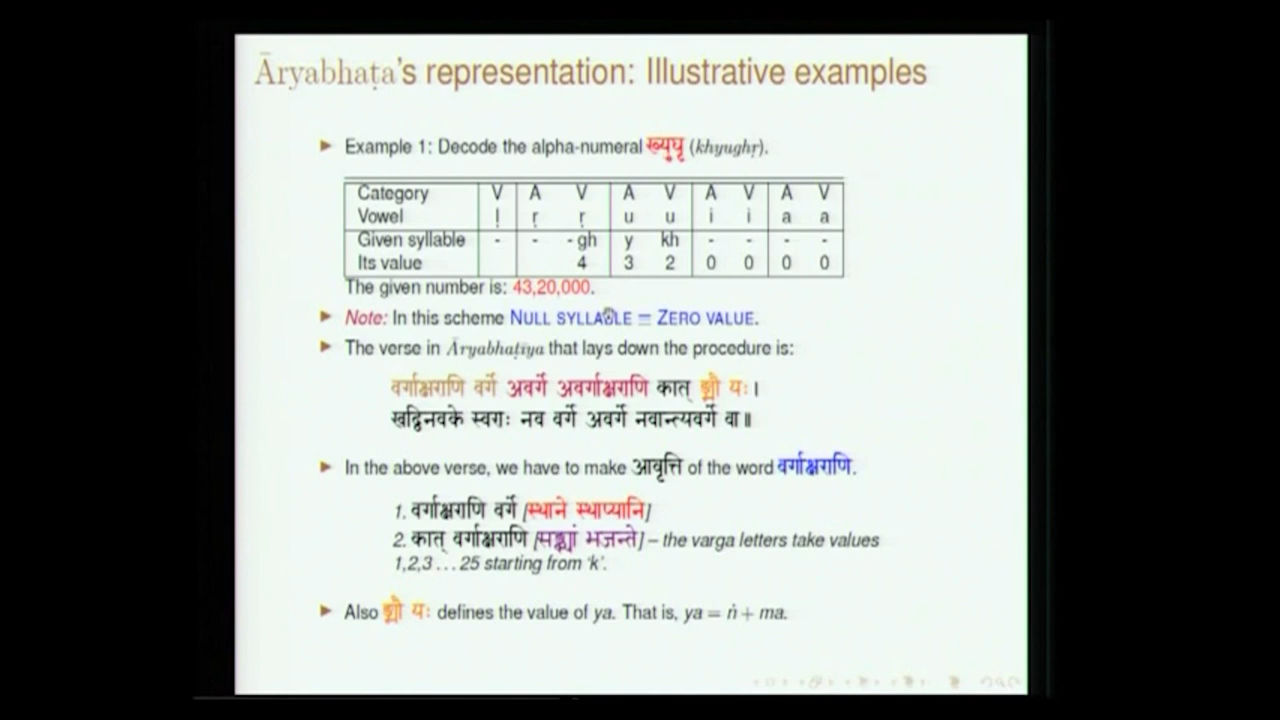 Āryabhaṭa's representation: Illustrative examples
Example 1: Decode the alpha-numeral ख्युघृ (khyughṛ).
Category V A V A V A V A V
Vowel ḷ ṛ ṛ u u i i a a
Given syllable - - - gh y kh - - - -
Its value 4 3 2 0 0 0 0
The given number is: 43,20,000.
Note: In this scheme NULL SYLLABLE ≡ ZERO VALUE.
The verse in Āryabhaṭīya that lays down the procedure is:
वर्गाक्षराणि वर्गे अवर्गे अवर्गाक्षराणि कात् ङ्मौ यः।
खद्विनवके स्वराः नव वर्गे अवर्गे नवान्त्यवर्गे वा॥
In the above verse, we have to make आवृत्ति of the word वर्गाक्षराणि.
1. वर्गाक्षराणि वर्गे [स्थाने स्थाप्यानि]
2. कात् वर्गाक्षराणि [सङ्ख्यां भजन्ते] – the varga letters take values
1,2,3 ... 25 starting from 'k'.
Also ङ्मौ यः defines the value of ya. That is, ya = ṅ + ma.